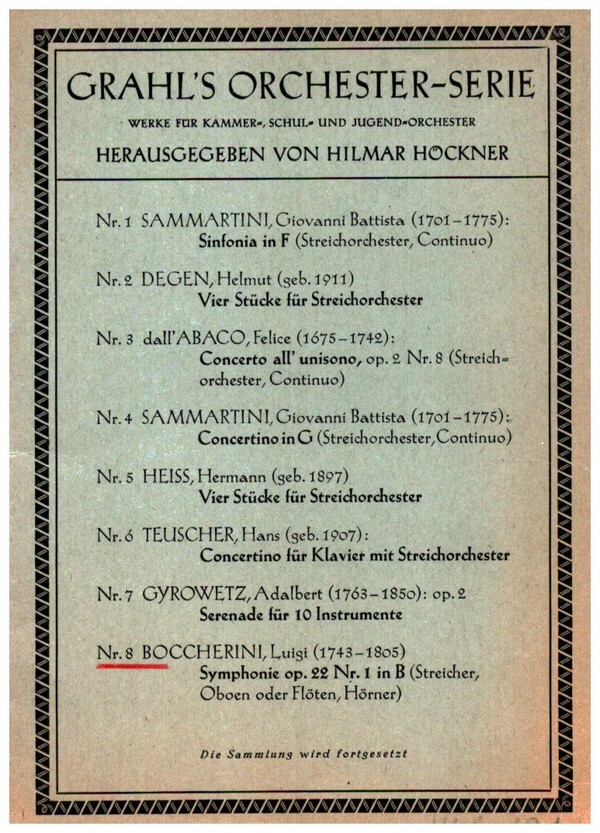 GRAHL'S ORCHESTER-SERIE
WERKE FÜR KAMMER-, SCHUL- UND JUGEND-ORCHESTER
HERAUSGEGEBEN VON HILMAR HÖCKNER
Nr. 1 SAMMARTINI, Giovanni Battista (1701–1775):
Sinfonia in F (Streichorchester, Continuo)
Nr. 2 DEGEN, Helmut (geb. 1911)
Vier Stücke für Streichorchester
Nr. 3 dall'ABACO, Felice (1675–1742):
Concerto all' unisono, op. 2 Nr. 8 (Streich-
orchester, Continuo)
Nr. 4 SAMMARTINI, Giovanni Battista (1701–1775):
Concertino in G (Streichorchester, Continuo)
Nr. 5 HEISS, Hermann (geb. 1897)
Vier Stücke für Streichorchester
Nr. 6 TEUSCHER, Hans (geb. 1907):
Concertino für Klavier mit Streichorchester
Nr. 7 GYROWETZ, Adalbert (1763–1850): op. 2
Serenade für 10 Instrumente
Nr. 8 BOCCHERINI, Luigi (1743–1805)
Symphonie op. 22 Nr. 1 in B (Streicher,
Oboen oder Flöten, Hörner)
Die Sammlung wird fortgesetzt